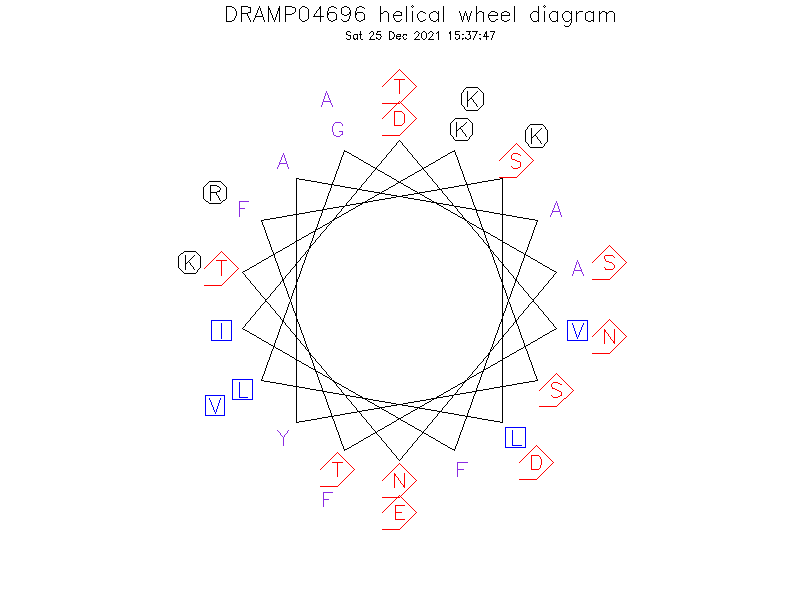 DRAMP04696 helical wheel diagram
Sat 25 Dec 2021 15:37:47
T
A K
D
G K K
A S
R
F A
K T A S
I V N
L S
V
Y L
T F D
N
F
E